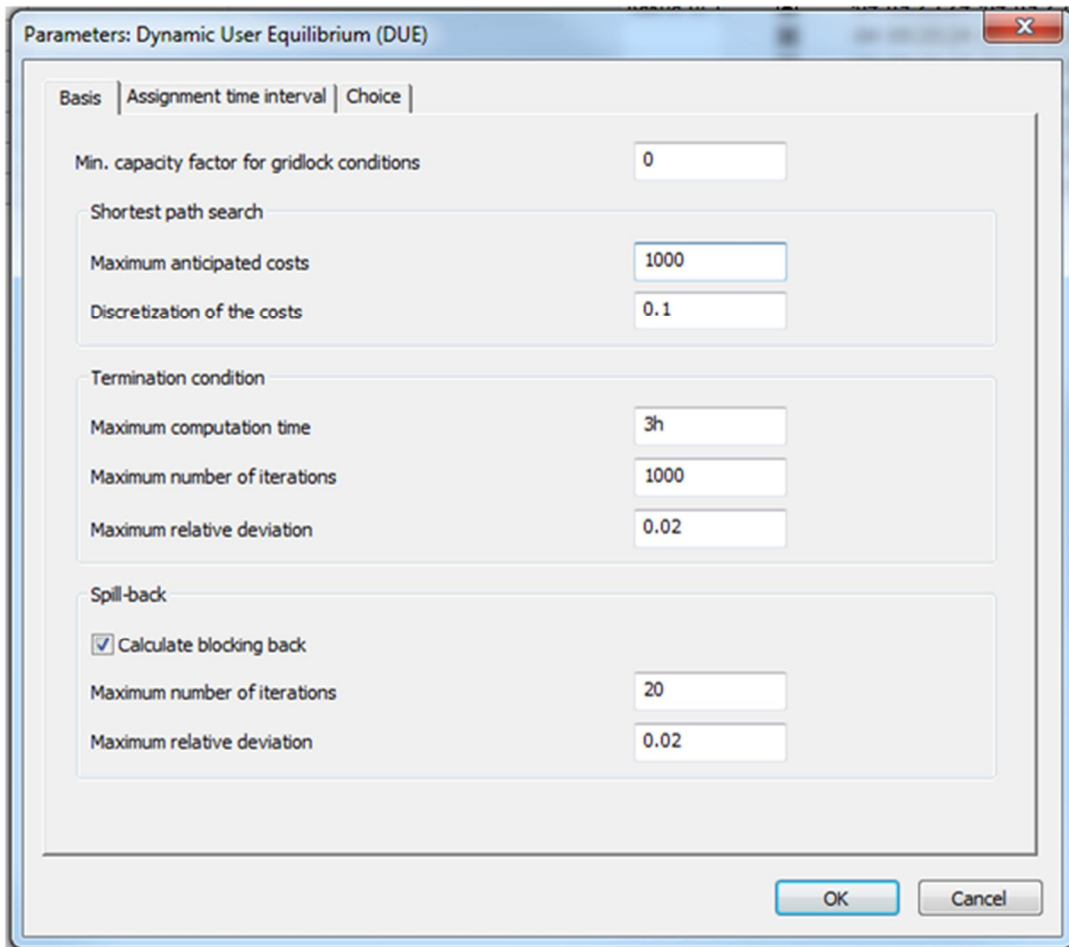 Parameters: Dynamic User Equilibrium (DUE)
Basis Assignment time interval Choice
Min. capacity factor for gridlock conditions 0
Shortest path search
Maximum anticipated costs 1000
Discretization of the costs 0.1
Termination condition
Maximum computation time 3h
Maximum number of iterations 1000
Maximum relative deviation 0.02
Spill-back
Calculate blocking back
Maximum number of iterations 20
Maximum relative deviation 0.02
OK Cancel